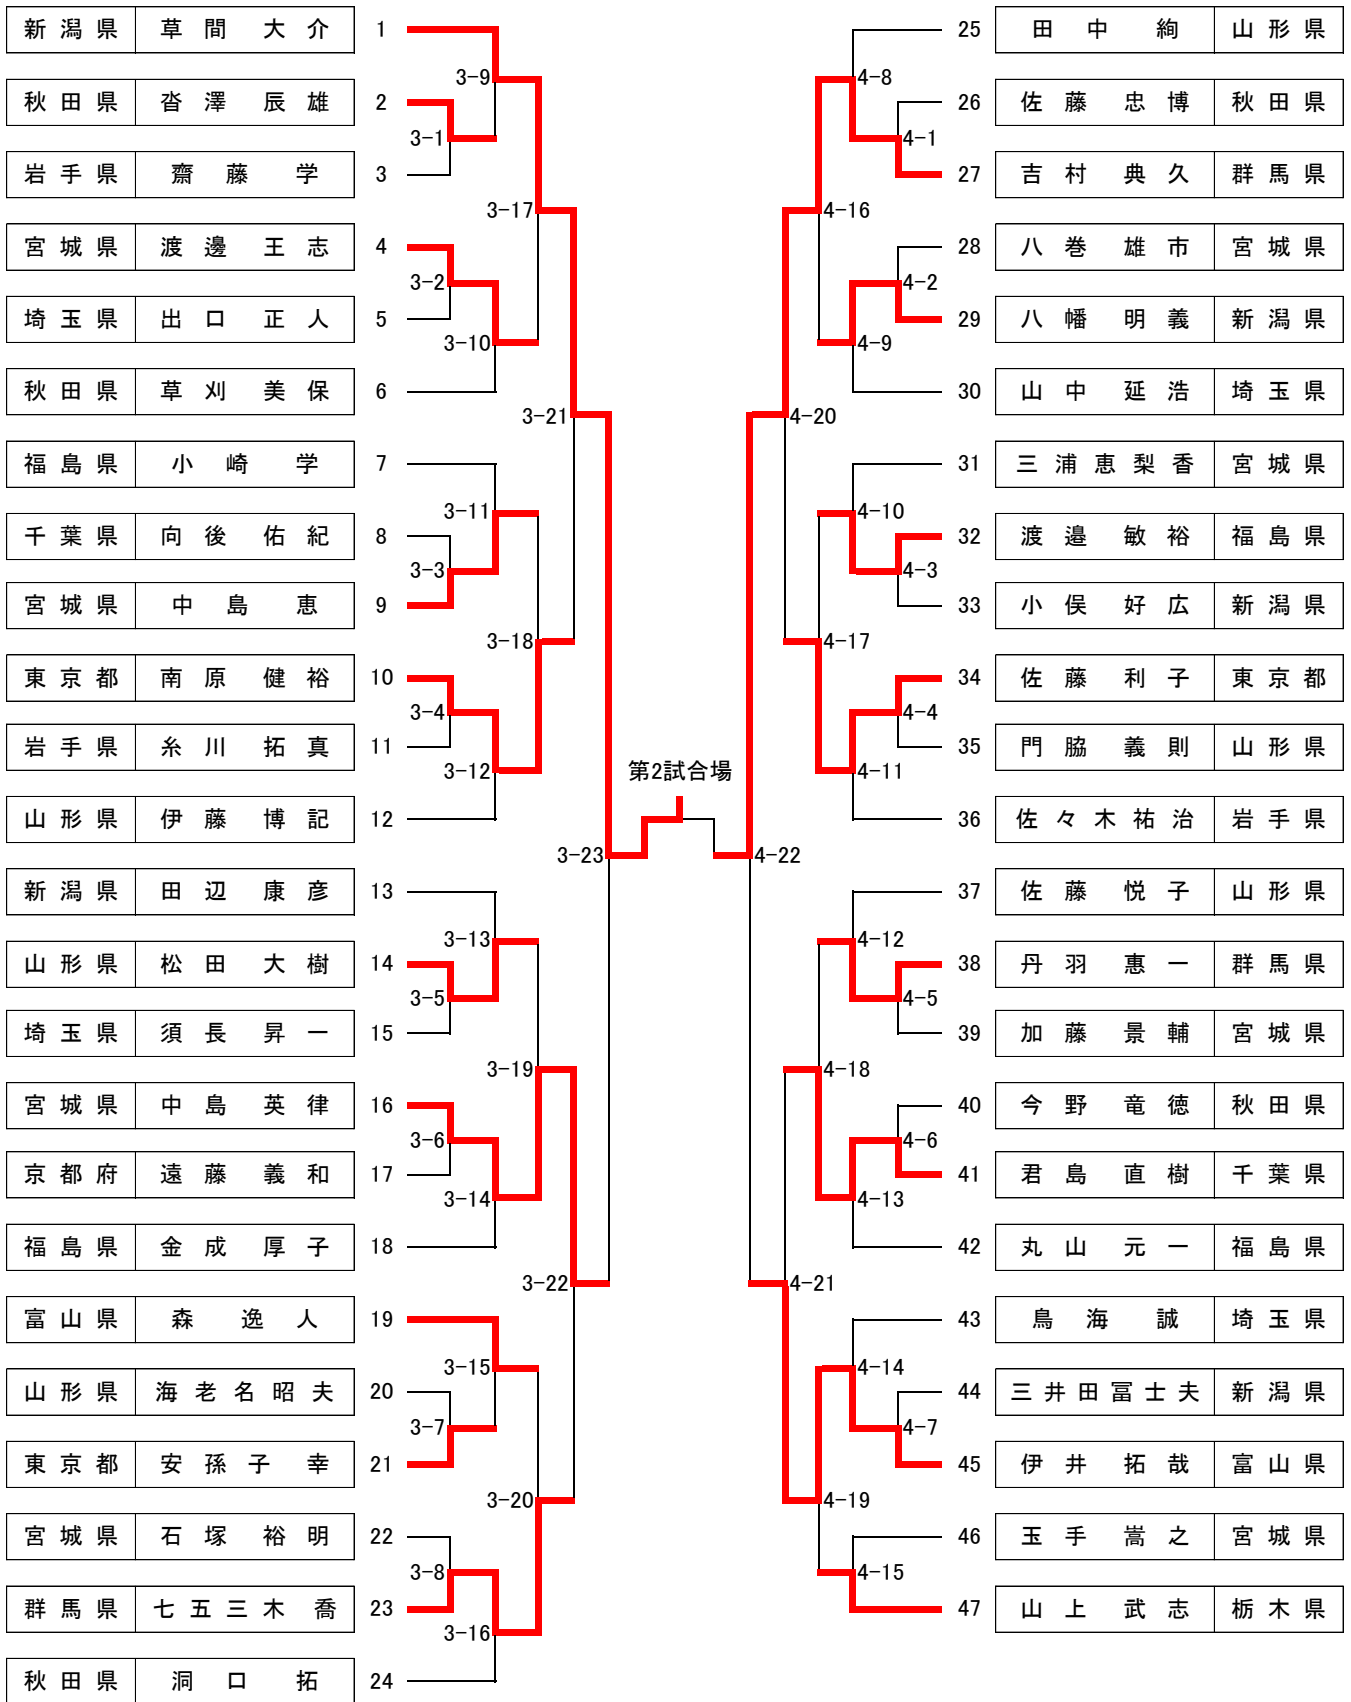 新潟県 草間大介 1
3-9
秋田県 沓澤辰雄 2
3-1
岩手県 齋藤学 3
3-17
宮城県 渡邊王志 4
3-2
埼玉県 出口正人 5
3-10
秋田県 草刈美保 6
3-21
福島県 小崎学 7
3-11
千葉県 向後佑紀 8
3-3
宮城県 中島恵 9
3-18
東京都 南原健裕 10
3-4
岩手県 糸川拓真 11
3-12
山形県 伊藤博記 12
3-23
新潟県 田辺康彦 13
3-13
山形県 松田大樹 14
3-5
埼玉県 須長昇一 15
3-19
宮城県 中島英律 16
3-6
京都府 遠藤義和 17
3-14
福島県 金成厚子 18
3-22
富山県 森逸人 19
3-15
山形県 海老名昭夫 20
3-7
東京都 安孫子幸 21
3-20
宮城県 石塚裕明 22
3-8
群馬県 七五三木喬 23
3-16
秋田県 洞口拓 24
第2試合場
25 田中絢 山形県
4-8
26 佐藤忠博 秋田県
4-1
27 吉村典久 群馬県
4-16
28 八巻雄市 宮城県
4-2
29 八幡明義 新潟県
4-9
30 山中延浩 埼玉県
4-20
31 三浦恵梨香 宮城県
4-10
32 渡邉敏裕 福島県
4-3
33 小俣好広 新潟県
4-17
34 佐藤利子 東京都
4-4
35 門脇義則 山形県
4-11
36 佐々木祐治 岩手県
4-22
37 佐藤悦子 山形県
4-12
38 丹羽惠一 群馬県
4-5
39 加藤景輔 宮城県
4-18
40 今野竜徳 秋田県
4-6
41 君島直樹 千葉県
4-13
42 丸山元一 福島県
4-21
43 鳥海誠 埼玉県
4-14
44 三井田冨士夫 新潟県
4-7
45 伊井拓哉 富山県
4-19
46 玉手嵩之 宮城県
4-15
47 山上武志 栃木県